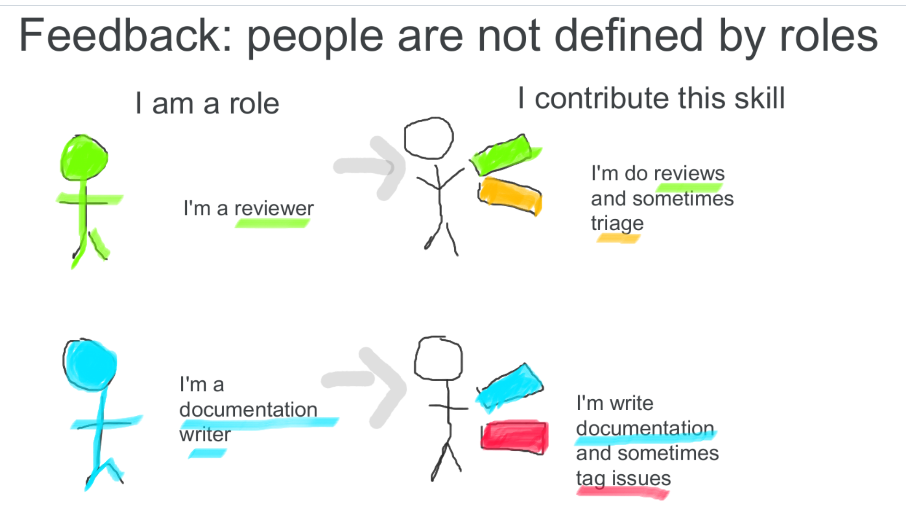 Feedback: people are not defined by roles
I am a role
I contribute this skill
I'm a reviewer
I'm do reviews
and sometimes
triage
I'm a
documentation
writer
I'm write
documentation
and sometimes
tag issues